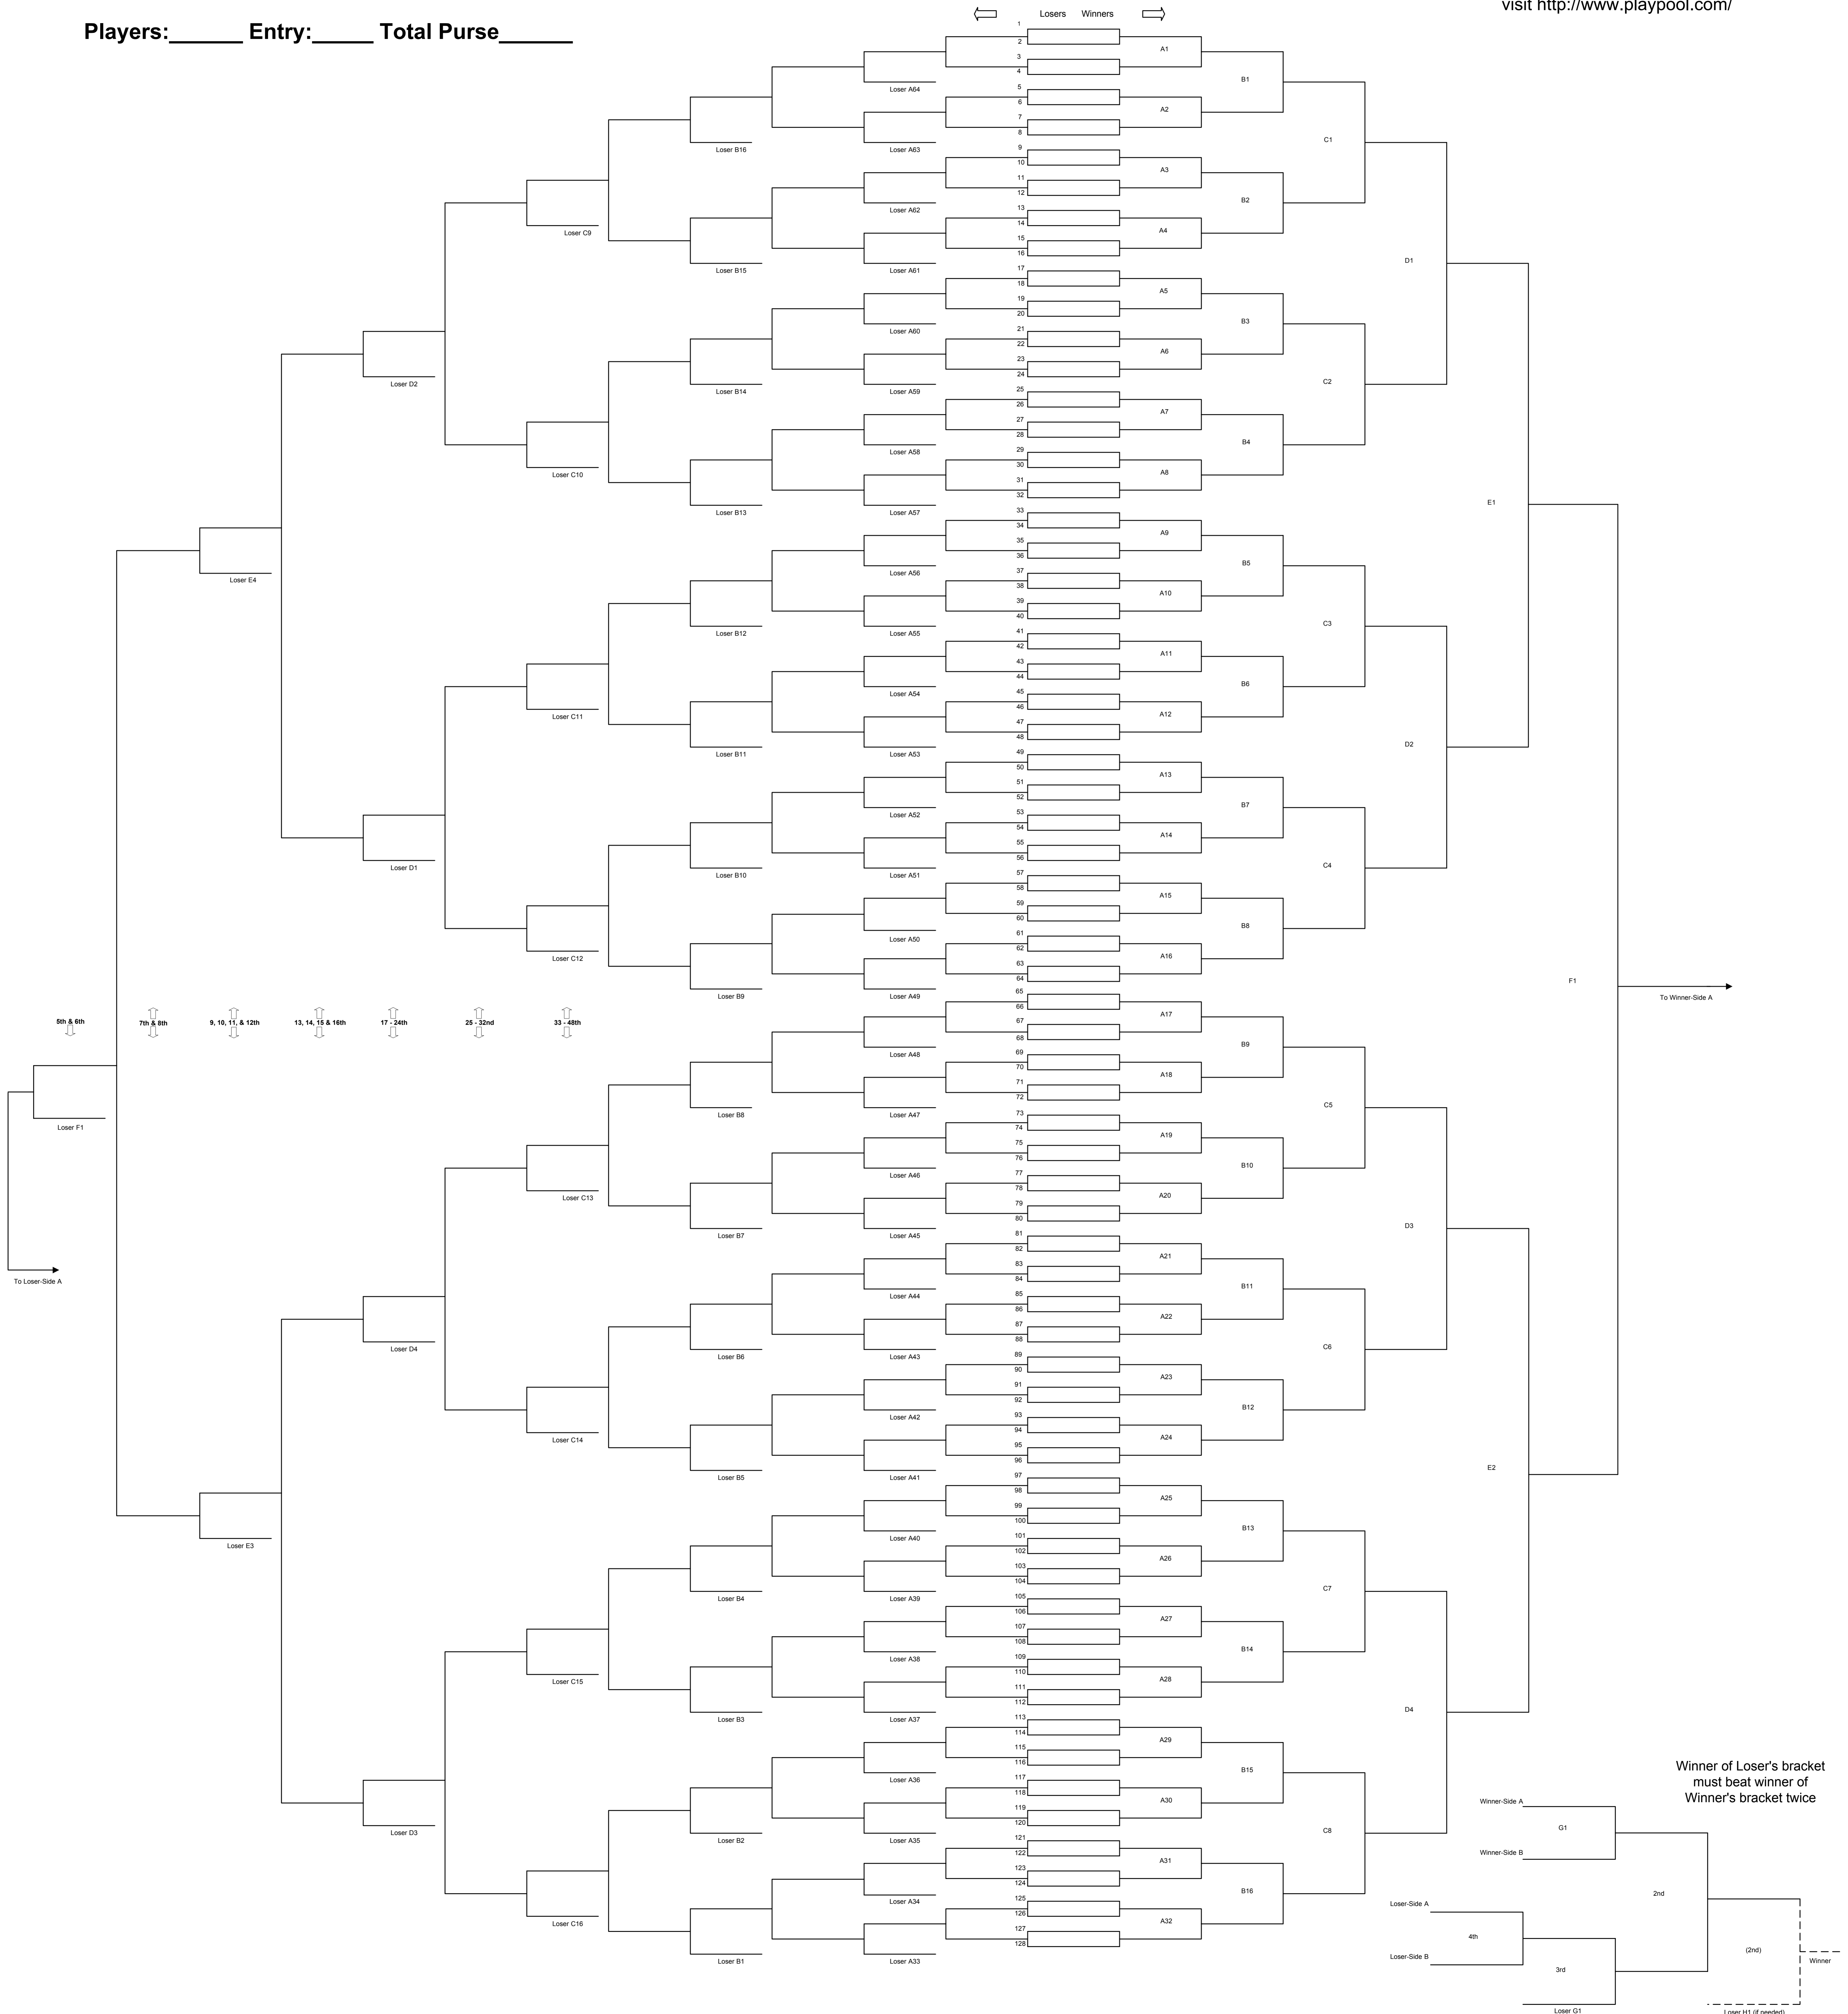 visit http://www.playpool.com/
Players:______ Entry:_____ Total Purse______
Losers Winners
1
2
3
4
5
6
7
8
9
10
11
12
13
14
15
16
17
18
19
20
21
22
23
24
25
26
27
28
29
30
31
32
33
34
35
36
37
38
39
40
41
42
43
44
45
46
47
48
49
50
51
52
53
54
55
56
57
58
59
60
61
62
63
64
65
66
67
68
69
70
71
72
73
74
75
76
77
78
79
80
81
82
83
84
85
86
87
88
89
90
91
92
93
94
95
96
97
98
99
100
101
102
103
104
105
106
107
108
109
110
111
112
113
114
115
116
117
118
119
120
121
122
123
124
125
126
127
128
A1
A2
A3
A4
A5
A6
A7
A8
A9
A10
A11
A12
A13
A14
A15
A16
A17
A18
A19
A20
A21
A22
A23
A24
A25
A26
A27
A28
A29
A30
A31
A32
B1
B2
B3
B4
B5
B6
B7
B8
B9
B10
B11
B12
B13
B14
B15
B16
C1
C2
C3
C4
C5
C6
C7
C8
D1
D2
D3
D4
E1
E2
F1
To Winner-Side A
Loser A64
Loser A63
Loser A62
Loser A61
Loser A60
Loser A59
Loser A58
Loser A57
Loser A56
Loser A55
Loser A54
Loser A53
Loser A52
Loser A51
Loser A50
Loser A49
Loser A48
Loser A47
Loser A46
Loser A45
Loser A44
Loser A43
Loser A42
Loser A41
Loser A40
Loser A39
Loser A38
Loser A37
Loser A36
Loser A35
Loser A34
Loser A33
Loser B16
Loser B15
Loser B14
Loser B13
Loser B12
Loser B11
Loser B10
Loser B9
Loser B8
Loser B7
Loser B6
Loser B5
Loser B4
Loser B3
Loser B2
Loser B1
Loser C9
Loser C10
Loser C11
Loser C12
Loser C13
Loser C14
Loser C15
Loser C16
Loser D2
Loser D1
Loser D4
Loser D3
Loser E4
Loser E3
5th & 6th
7th & 8th
9, 10, 11, & 12th
13, 14, 15 & 16th
17 - 24th
25 - 32nd
33 - 48th
Loser F1
To Loser-Side A
Winner of Loser's bracket
must beat winner of
Winner's bracket twice
Winner-Side A
G1
Winner-Side B
2nd
Loser-Side A
4th
Loser-Side B
3rd
Loser G1
(2nd)
Winner
Loser H1 (if needed)